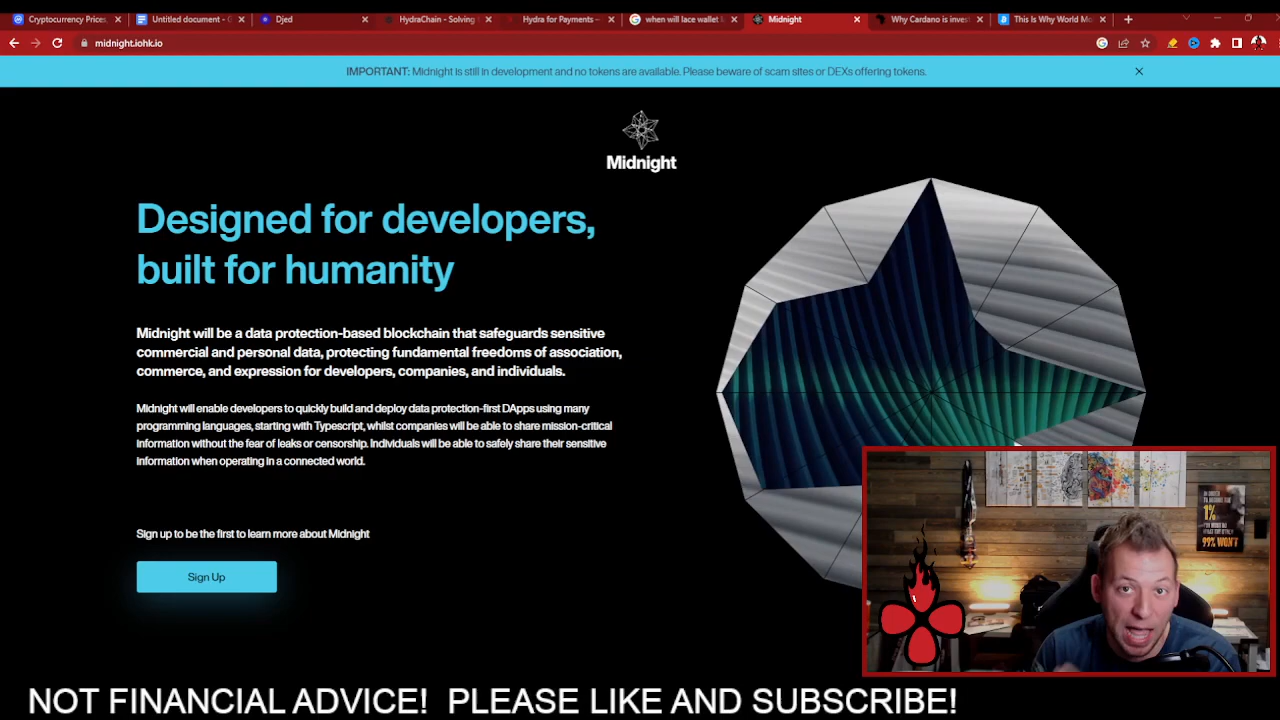 Cryptocurrency Prices,
Untitled document - G
Djed
HydraChain - Solving
Hydra for Payments –
when will lace wallet
Midnight
Why Cardano is inves
This Is Why World Mo
midnight.iohk.io
IMPORTANT: Midnight is still in development and no tokens are available. Please beware of scam sites or DEXs offering tokens.
Midnight
Designed for developers,
built for humanity
Midnight will be a data protection-based blockchain that safeguards sensitive
commercial and personal data, protecting fundamental freedoms of association,
commerce, and expression for developers, companies, and individuals.
Midnight will enable developers to quickly build and deploy data protection-first DApps using many
programming languages, starting with Typescript, whilst companies will be able to share mission-critical
information without the fear of leaks or censorship. Individuals will be able to safely share their sensitive
information when operating in a connected world.
Sign up to be the first to learn more about Midnight
Sign Up
1%
99% WON'T
NOT FINANCIAL ADVICE! PLEASE LIKE AND SUBSCRIBE!